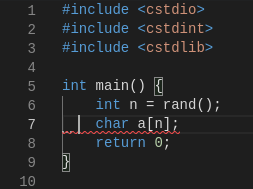 1 #include <cstdio>
2 #include <cstdint>
3 #include <cstdlib>
4
5 int main() {
6     int n = rand();
7     char a[n];
8     return 0;
9 }
10